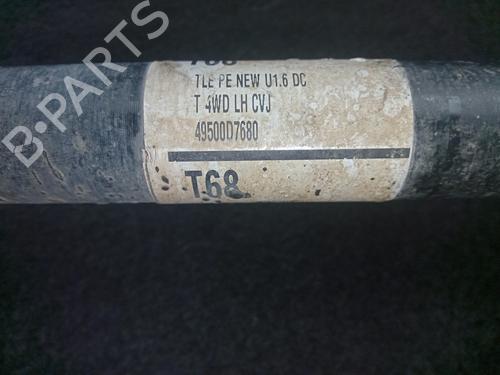 TLE PE.NEW U1.6 DC
T 4WD LH CVJ
49500D7680
T68
B-PARTS